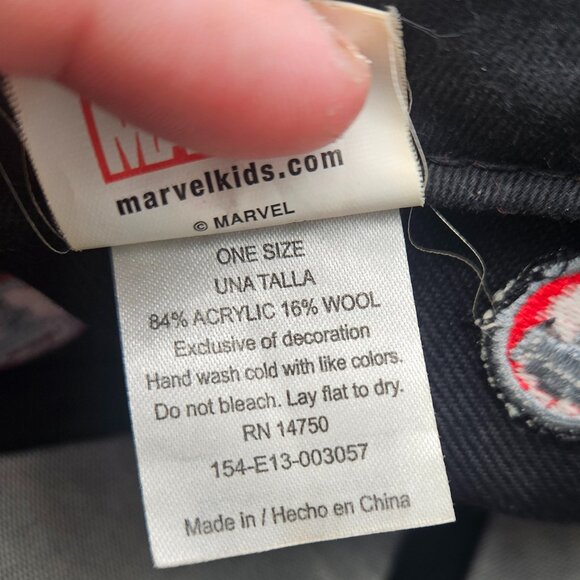 marvelkids.com
© MARVEL
ONE SIZE
UNA TALLA
84% ACRYLIC 16% WOOL
Exclusive of decoration
Hand wash cold with like colors.
Do not bleach. Lay flat to dry.
RN 14750
154-E13-003057
Made in / Hecho en China